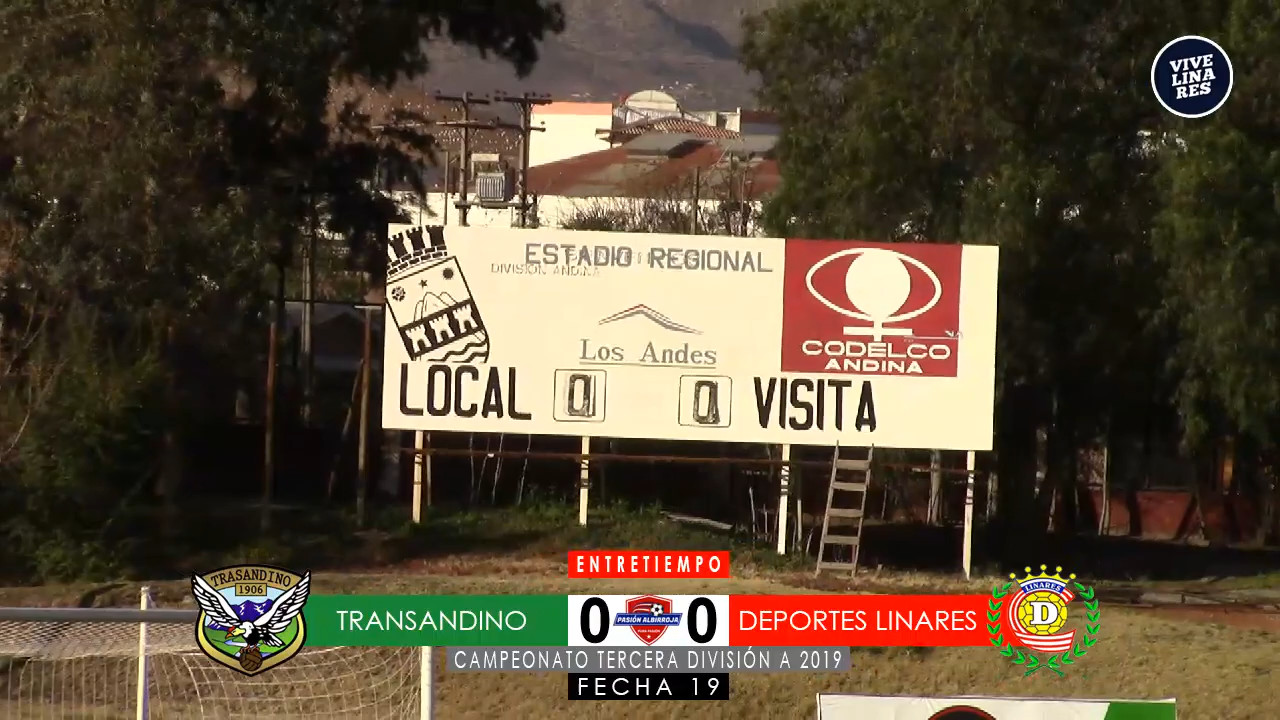 VIVE
LINA
RES
ESTADIO REGIONAL
DIVISIÓN ANDINA
Los Andes
CODELCO
ANDINA
LOCAL 0 0 VISITA
ENTRETIEMPO
TRASANDINO
1906
TRANSANDINO 0 0 DEPORTES LINARES
PASIÓN ALBIRROJA
LINARES
D
CAMPEONATO TERCERA DIVISIÓN A 2019
FECHA 19